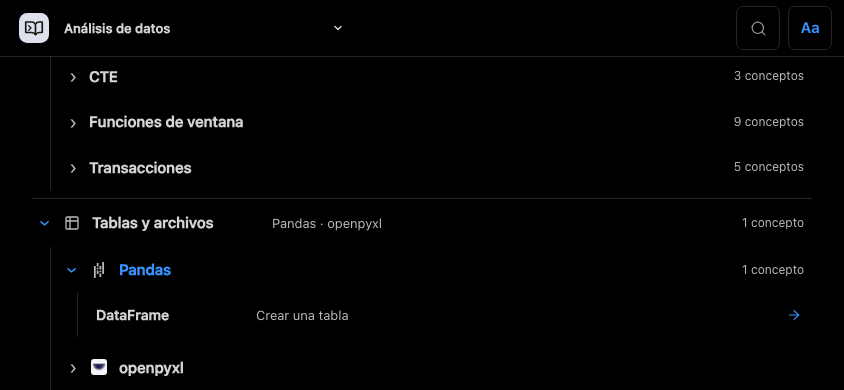 Análisis de datos
Aa
CTE 3 conceptos
Funciones de ventana 9 conceptos
Transacciones 5 conceptos
Tablas y archivos Pandas · openpyxl 1 concepto
Pandas 1 concepto
DataFrame Crear una tabla
openpyxl